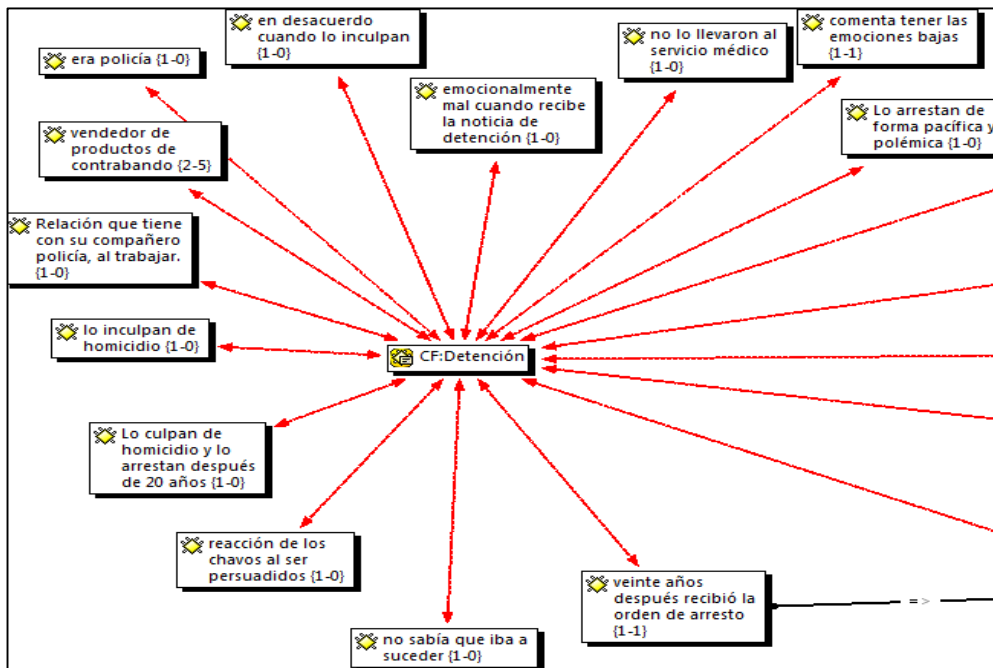 en desacuerdo
cuando lo inculpan
{1-0}
no lo llevaron al
servicio médico
{1-0}
comenta tener las
emociones bajas
{1-1}
era policía {1-0}
emocionalmente
mal cuando recibe
la noticia de
detención {1-0}
Lo arrestan de
forma pacífica y
polémica {1-0}
vendedor de
productos de
contrabando {2-5}
Relación que tiene
con su compañero
policía, al trabajar.
{1-0}
lo inculpan de
homicidio {1-0}
CF:Detención
Lo culpan de
homicidio y lo
arrestan después
de 20 años {1-0}
reacción de los
chavos al ser
persuadidos {1-0}
veinte años
después recibió la
orden de arresto
{1-1}
=>
no sabía que iba a
suceder {1-0}